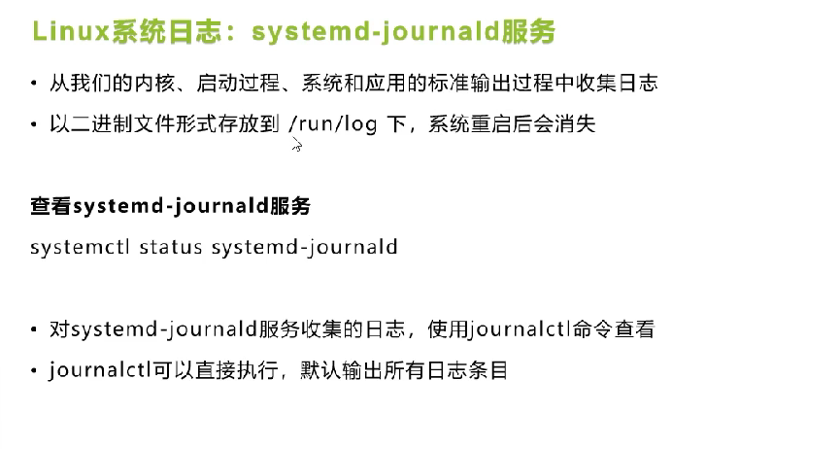 Linux系统日志：systemd-journald服务
• 从我们的内核、启动过程、系统和应用的标准输出过程中收集日志
• 以二进制文件形式存放到 /run/log 下，系统重启后会消失
查看systemd-journald服务
systemctl status systemd-journald
• 对systemd-journald服务收集的日志，使用journalctl命令查看
• journalctl可以直接执行，默认输出所有日志条目